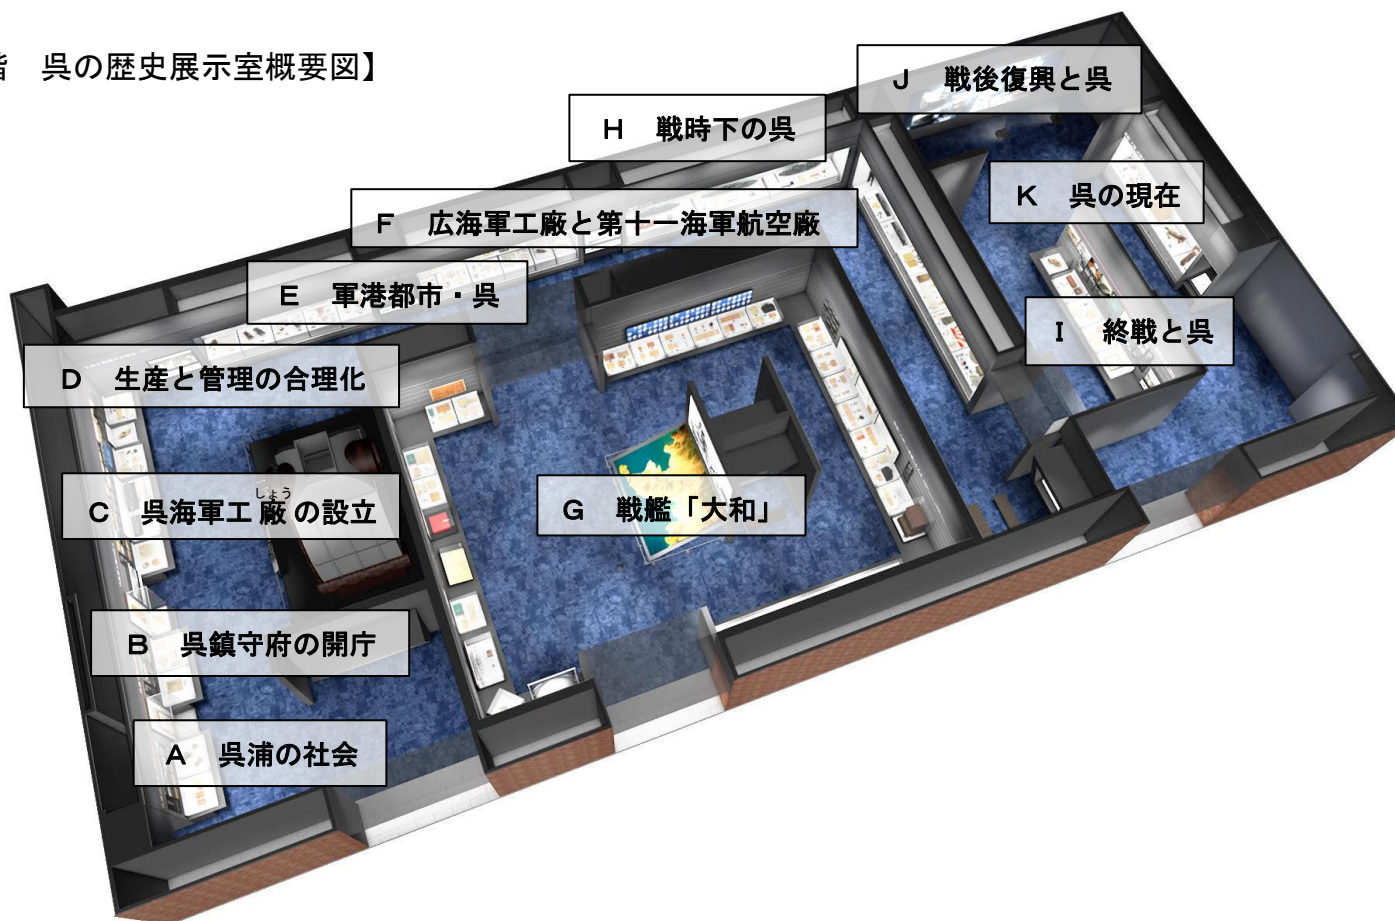 階 呉の歴史展示室概要図】
J 戦後復興と呉
H 戦時下の呉
K 呉の現在
F 広海軍工廠と第十一海軍航空廠
E 軍港都市・呉
I 終戦と呉
D 生産と管理の合理化
しょう
C 呉海軍工廠の設立
G 戦艦「大和」
B 呉鎮守府の開庁
A 呉浦の社会